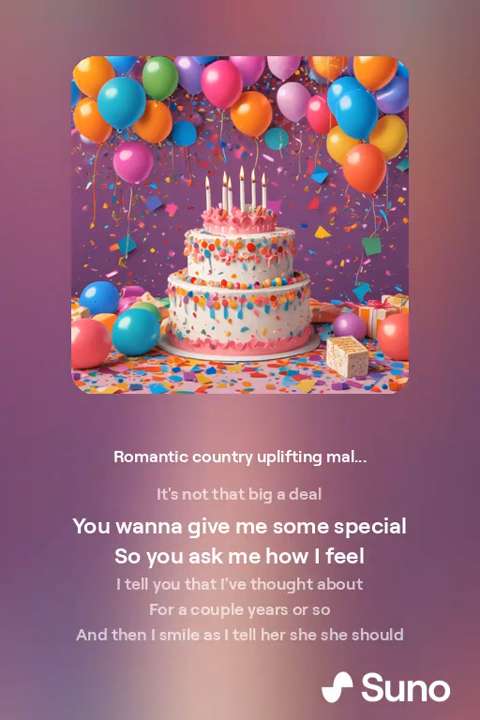 Romantic country uplifting mal...
It's not that big a deal
You wanna give me some special
So you ask me how I feel
I tell you that I've thought about
For a couple years or so
And then I smile as I tell her she she should
Suno